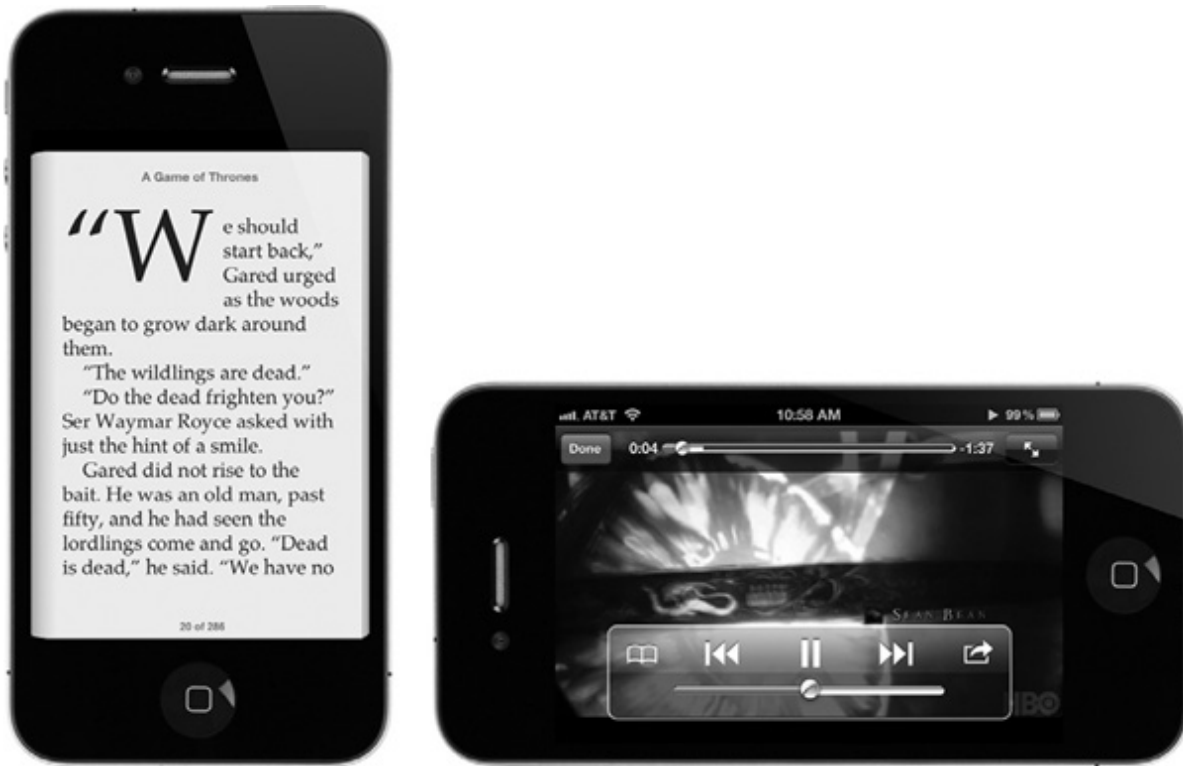 A Game of Thrones
“We should
start back,”
Gared urged
as the woods
began to grow dark around
them.
“The wildlings are dead.”
“Do the dead frighten you?”
Ser Waymar Royce asked with
just the hint of a smile.
Gared did not rise to the
bait. He was an old man, past
fifty, and he had seen the
lordlings come and go. “Dead
is dead,” he said. “We have no
20 of 286
AT&T 10:58 AM 99%
Done 0:04 -1:37
SEAN BEAN
HBO